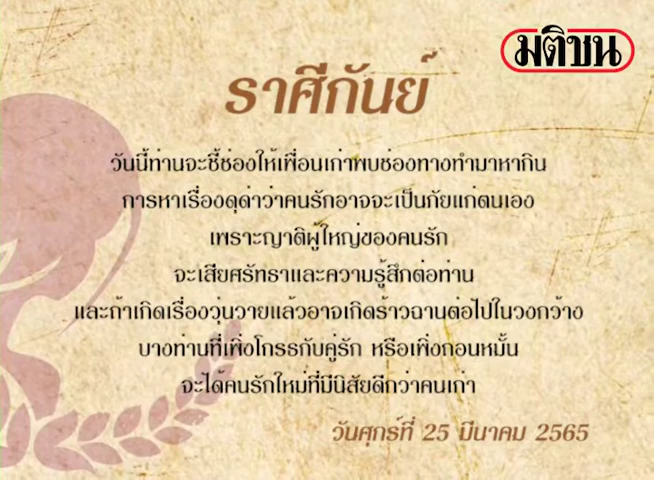 มติชน
ราศีกันย์
วันนี้ท่านจะชี้ช่องให้เพื่อนเก่าพบช่องทางทำมาหากิน
การหาเรื่องดุด่าว่าคนรักอาจจะเป็นภัยแก่ตนเอง
เพราะญาติผู้ใหญ่ของคนรัก
จะเสียศรัทธาและความรู้สึกต่อท่าน
และถ้าเกิดเรื่องวุ่นวายแล้วอาจเกิดร้าวฉานต่อไปในวงกว้าง
บางท่านที่เพิ่งโกรธกับคู่รัก หรือเพิ่งถอนหมั้น
จะได้คนรักใหม่ที่มีนิสัยดีกว่าคนเก่า
วันศุกร์ที่ 25 มีนาคม 2565